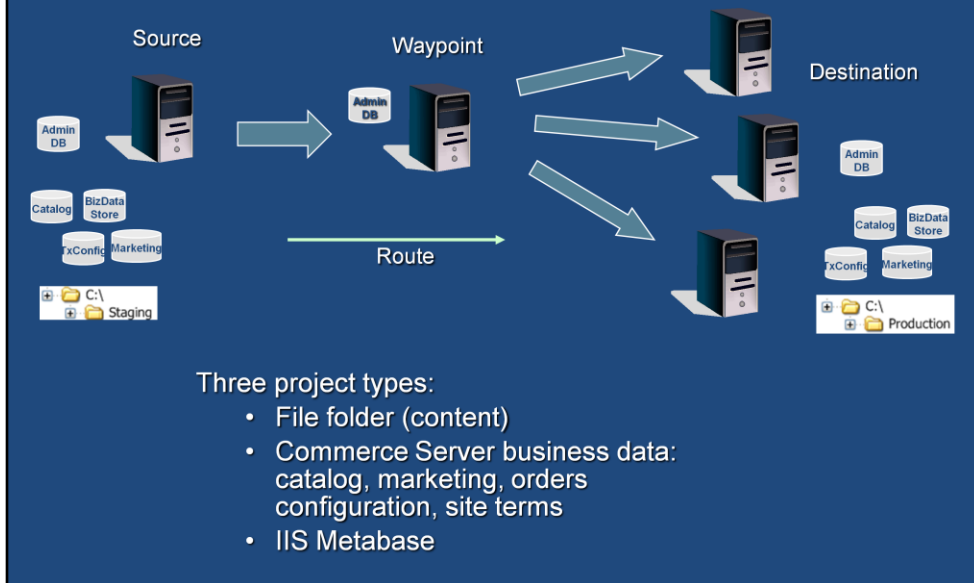 Source
Waypoint
Destination
Admin
DB
Admin
DB
Admin
DB
Catalog
BizData
Store
TxConfig
Marketing
Catalog
BizData
Store
TxConfig
Marketing
Route
C:\
Staging
C:\
Production
Three project types:
• File folder (content)
• Commerce Server business data:
catalog, marketing, orders
configuration, site terms
• IIS Metabase